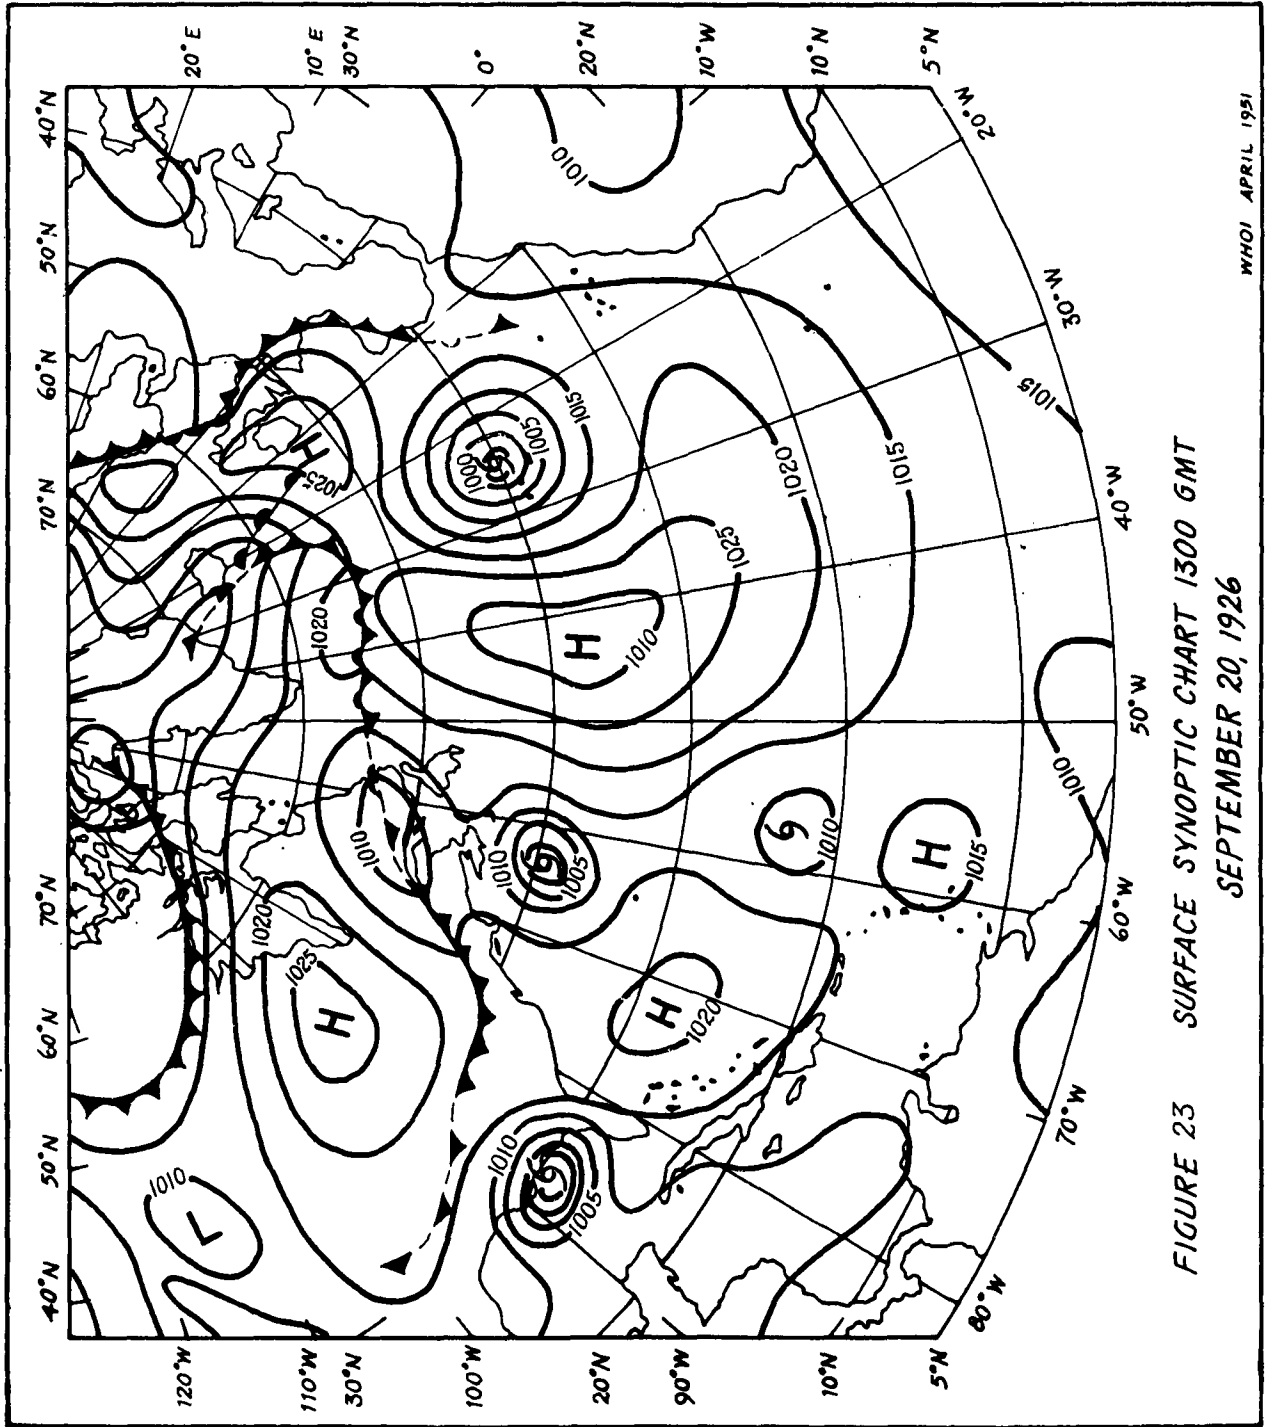 40°N
50°N
60°N
70°N
70°N
60°N
50°N
40°N
20°E
10°E
30°N
0°
20°N
10°W
10°N
5°N
20°W
30°W
40°W
50°W
60°W
70°W
80°W
120°W
110°W
30°N
100°W
20°N
90°W
10°N
5°N
1010
L
1020
1025
H
1010
1020
1025
H
1010
1005
1010
1005
H
1020
1010
H
1010
1025
1000
1005
1015
1020
1015
1010
H
1015
1010
1015
FIGURE 23 SURFACE SYNOPTIC CHART 1300 GMT
SEPTEMBER 20, 1926
WHOI APRIL 1951